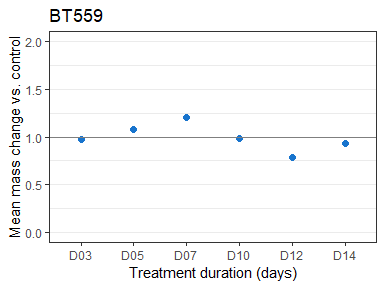 BT559
Mean mass change vs. control
2.0
1.5
1.0
0.5
0.0
D03 D05 D07 D10 D12 D14
Treatment duration (days)